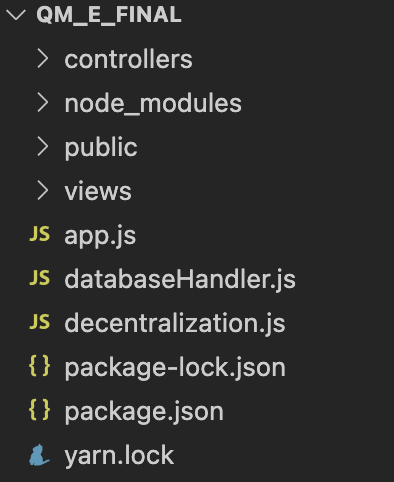 QM_E_FINAL
controllers
node_modules
public
views
JS app.js
JS databaseHandler.js
JS decentralization.js
{} package-lock.json
{} package.json
yarn.lock